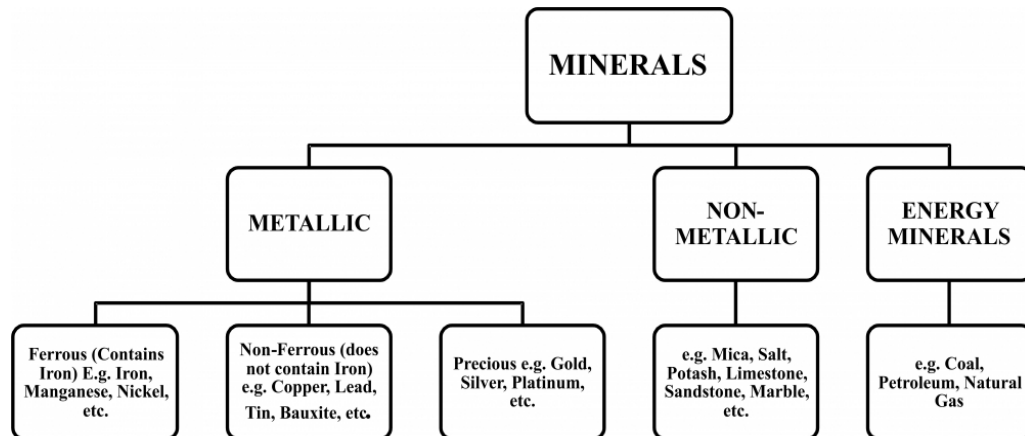 MINERALS
METALLIC
NON-
METALLIC
ENERGY
MINERALS
Ferrous (Contains
Iron) E.g. Iron,
Manganese, Nickel,
etc.
Non-Ferrous (does
not contain Iron)
e.g. Copper, Lead,
Tin, Bauxite, etc.
Precious e.g. Gold,
Silver, Platinum,
etc.
e.g. Mica, Salt,
Potash, Limestone,
Sandstone, Marble,
etc.
e.g. Coal,
Petroleum, Natural
Gas